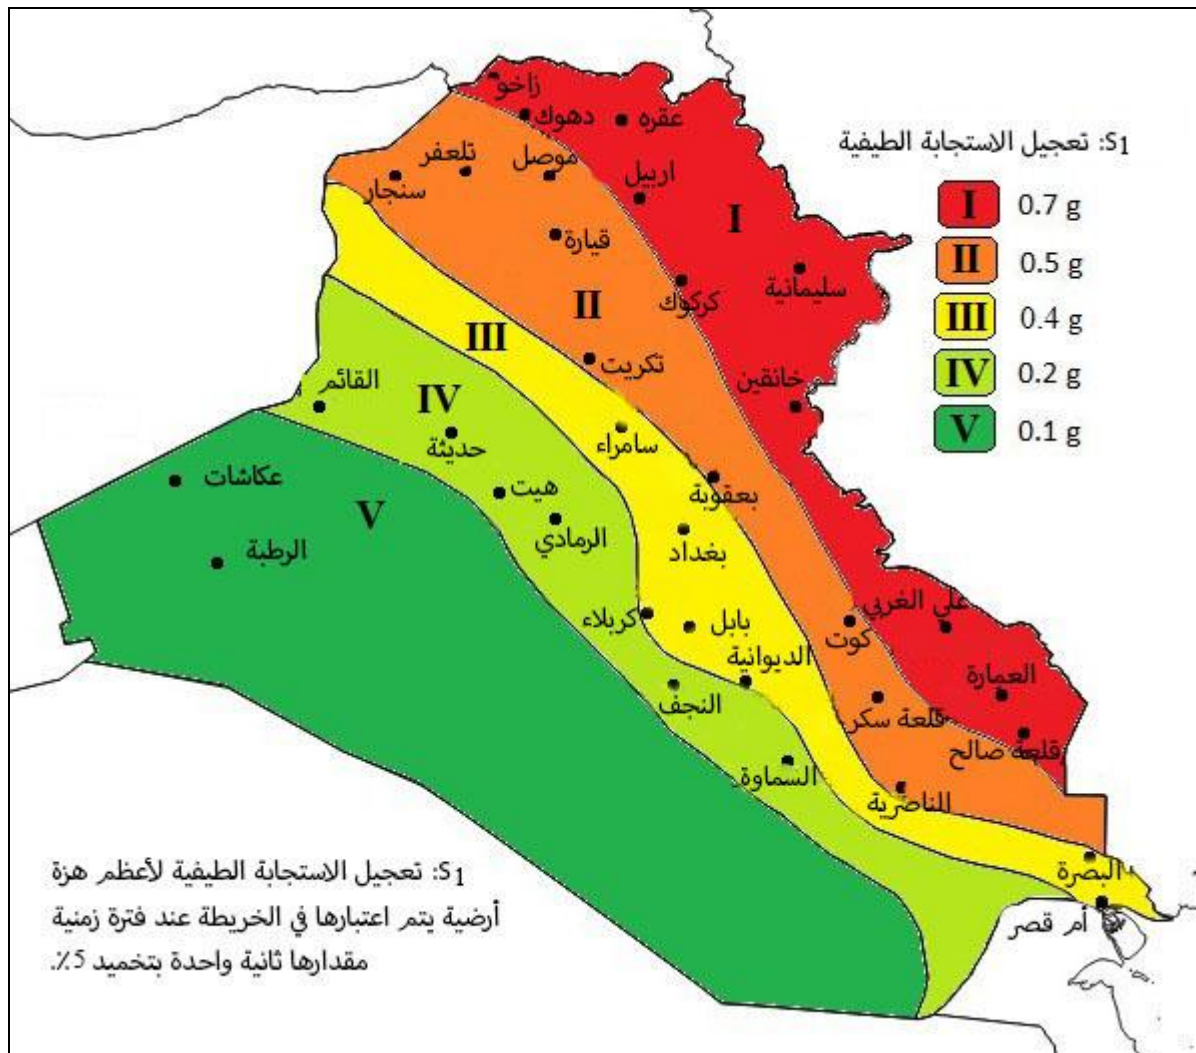 زاخو
دهوك
عقره
تلعفر
موصل
سنجار
اربيل
I
قيارة
سليمانية
كركوك
II
III
تكريت
خانقين
القائم
IV
حديثة
سامراء
بعقوبة
عكاشات
V
هيت
الرمادي
بغداد
الرطبة
علي الغربي
كربلاء
بابل
كوت
الديوانية
العمارة
النجف
قلعة سكر
قلعة صالح
السماوة
الناصرية
البصرة
أم قصر
S1: تعجيل الاستجابة الطيفية
I 0.7 g
II 0.5 g
III 0.4 g
IV 0.2 g
V 0.1 g
S1: تعجيل الاستجابة الطيفية لأعظم هزة
أرضية يتم اعتبارها في الخريطة عند فترة زمنية
مقدارها ثانية واحدة بتخميد 5٪.